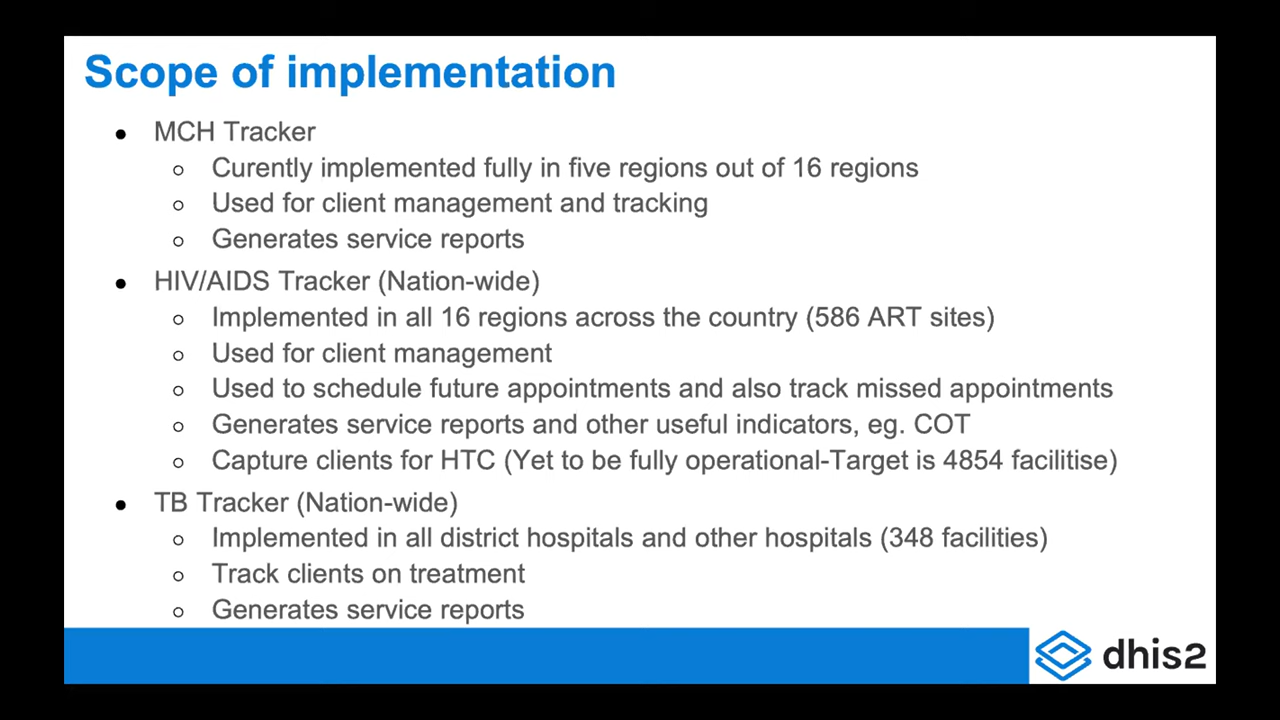 Scope of implementation
● MCH Tracker
○ Curently implemented fully in five regions out of 16 regions
○ Used for client management and tracking
○ Generates service reports
● HIV/AIDS Tracker (Nation-wide)
○ Implemented in all 16 regions across the country (586 ART sites)
○ Used for client management
○ Used to schedule future appointments and also track missed appointments
○ Generates service reports and other useful indicators, eg. COT
○ Capture clients for HTC (Yet to be fully operational-Target is 4854 facilitise)
● TB Tracker (Nation-wide)
○ Implemented in all district hospitals and other hospitals (348 facilities)
○ Track clients on treatment
○ Generates service reports
dhis2